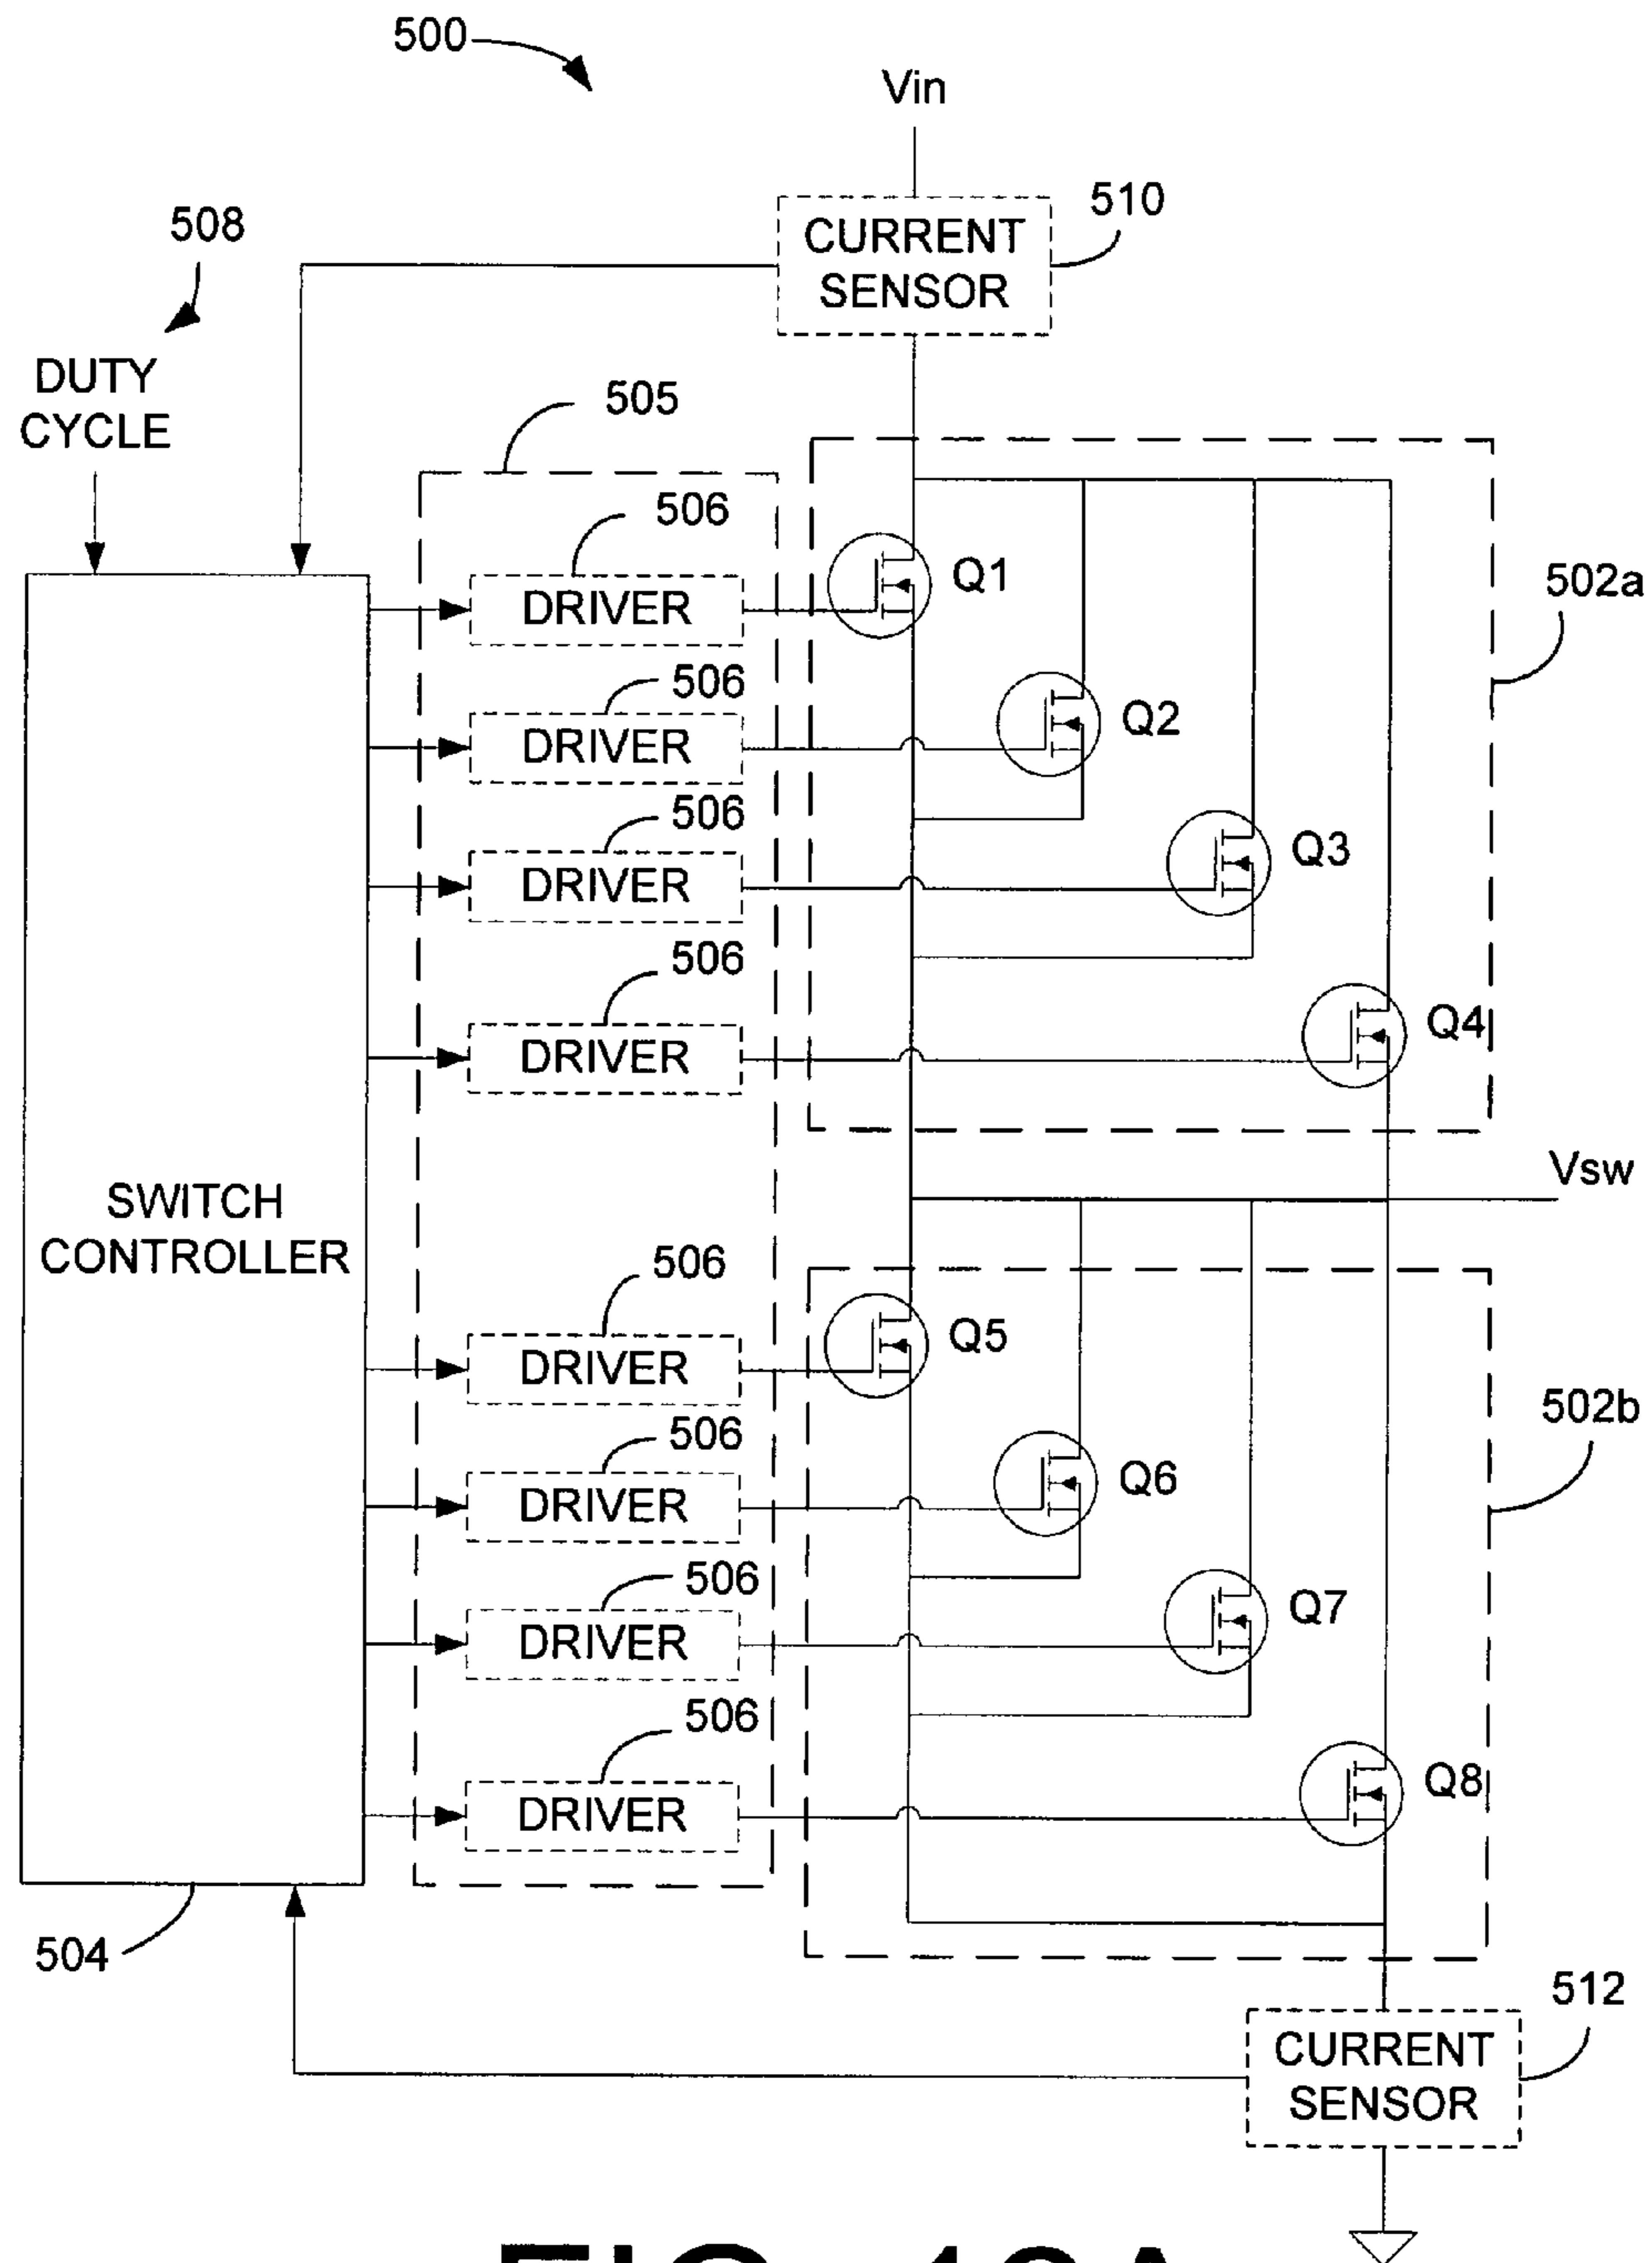 500
Vin
508
510
CURRENT
SENSOR
DUTY
CYCLE
505
506
DRIVER
Q1
502a
506
DRIVER
Q2
506
DRIVER
Q3
506
DRIVER
Q4
Vsw
SWITCH
CONTROLLER
506
DRIVER
Q5
502b
506
DRIVER
Q6
506
DRIVER
Q7
506
DRIVER
Q8
504
512
CURRENT
SENSOR